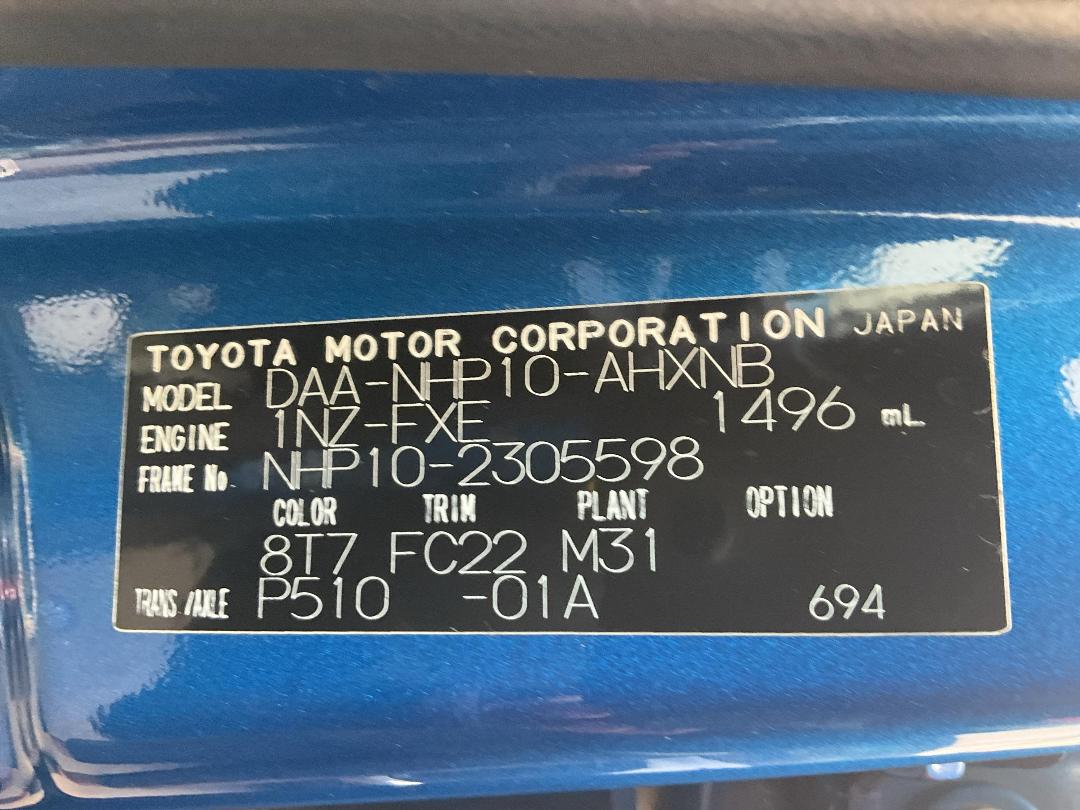 TOYOTA MOTOR CORPORATION JAPAN
MODEL DAA-NHP10-AHXNB
ENGINE 1NZ-FXE 1496 mL
FRAME No. NHP10-2305598
COLOR TRIM PLANT OPTION
8T7 FC22 M31
TRANS./AXLE P510 -01A 694